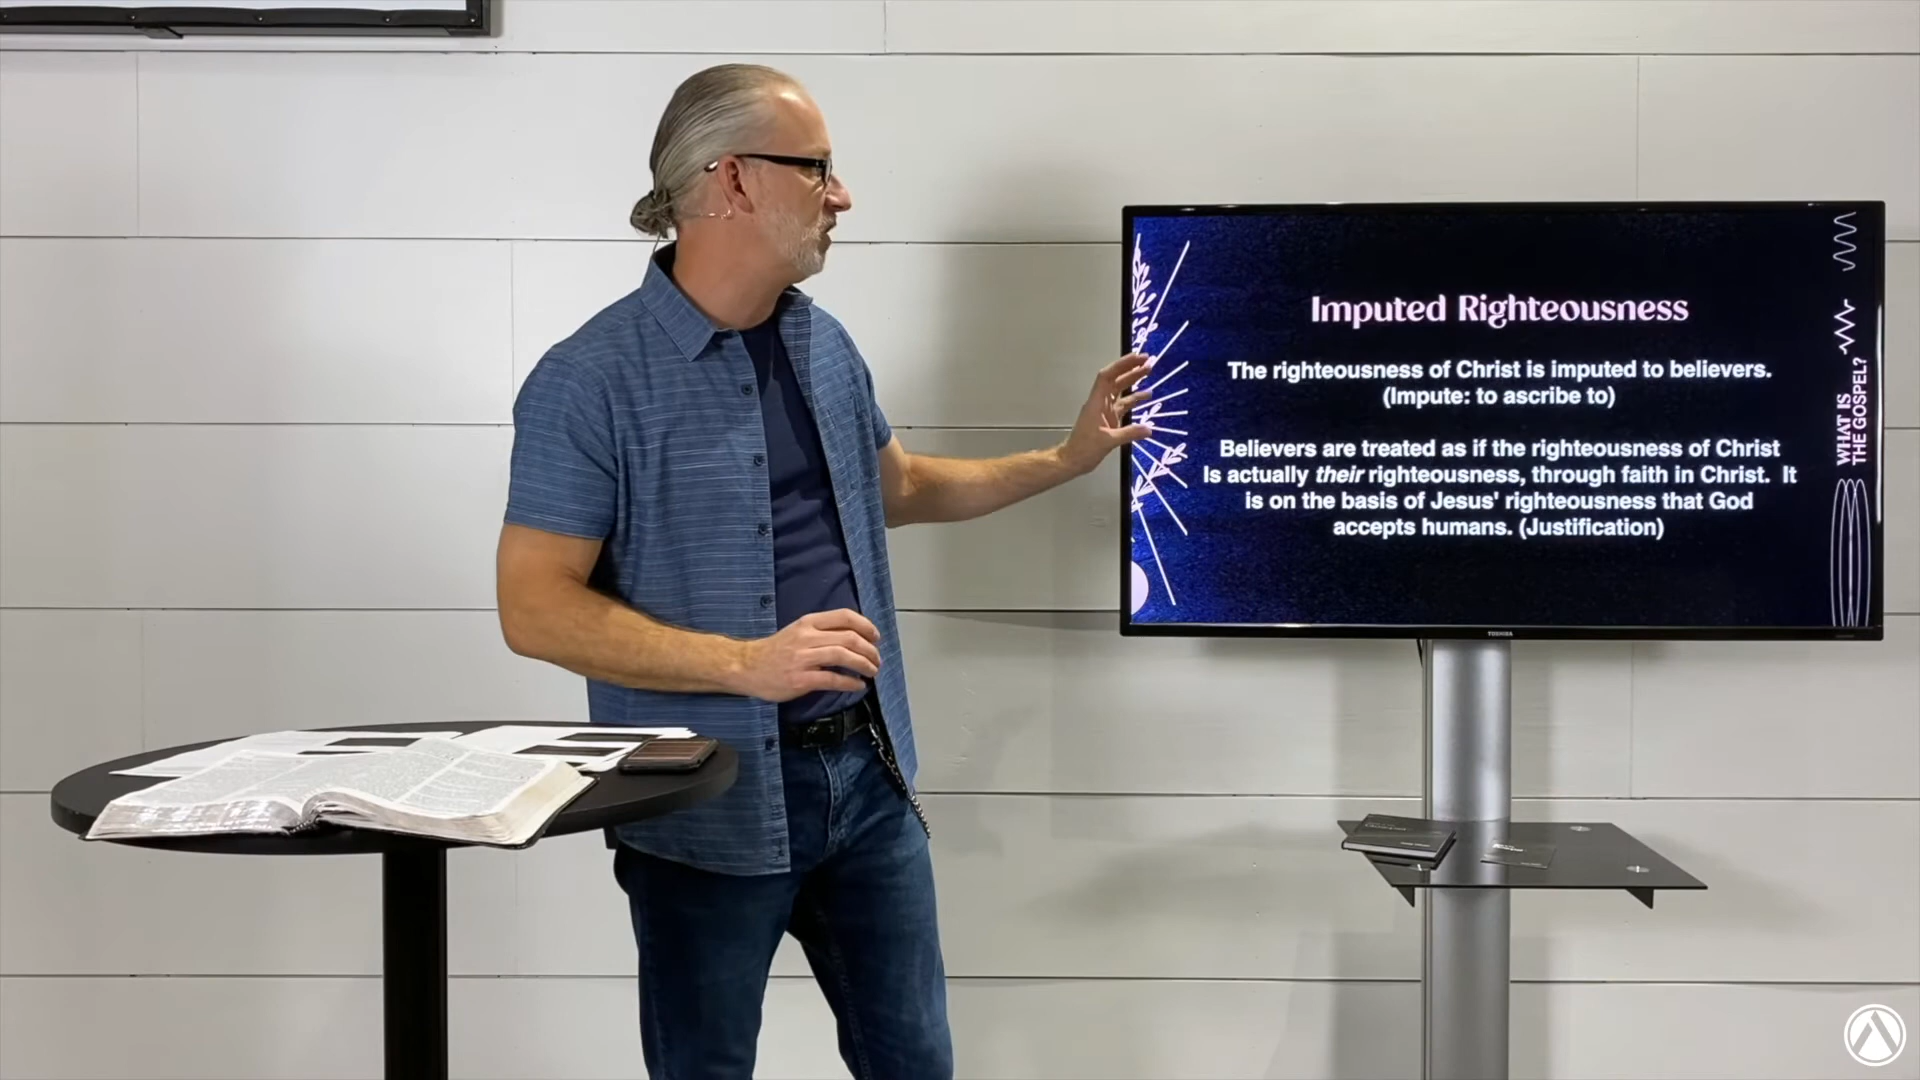 Imputed Righteousness
The righteousness of Christ is imputed to believers.
(Impute: to ascribe to)
Believers are treated as if the righteousness of Christ
Is actually their righteousness, through faith in Christ. It
is on the basis of Jesus' righteousness that God
accepts humans. (Justification)
WHAT IS
THE GOSPEL?
TOSHIBA